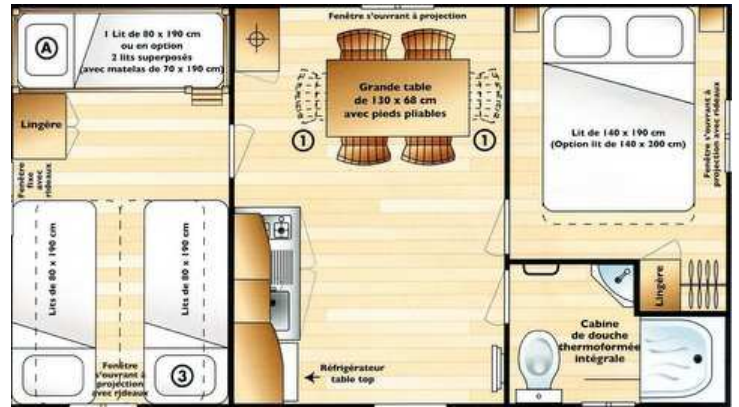 A
1 Lit de 80 x 190 cm
ou en option
2 lits superposés
(avec matelas de 70 x 190 cm)
Lingère
Fenêtre
fixe
avec
rideaux
Lits de 80 x 190 cm
Lits de 80 x 190 cm
3
Fenêtre
s'ouvrant à
projection
avec rideaux
Fenêtre s'ouvrant à projection
Grande table
de 130 x 68 cm
avec pieds pliables
1
1
Réfrigérateur
table top
Lit de 140 x 190 cm
(Option lit de 140 x 200 cm)
Fenêtre s'ouvrant à
projection avec rideaux
Lingère
Cabine
de douche
thermoformée
intégrale